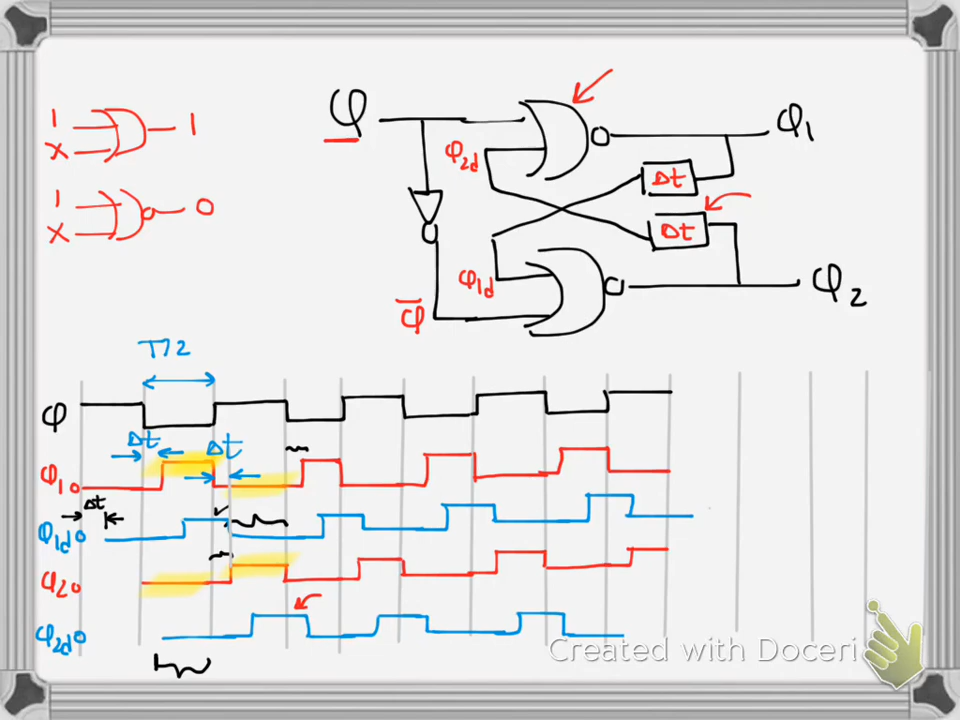 φ
1
X
1
1
X
0
φ2d
Δt
φ1
Δt
φ1d
φ̅
φ2
T/2
φ
Δt
Δt
φ1 0
Δt
φ1d 0
φ2 0
φ2d 0
Created with Doceri